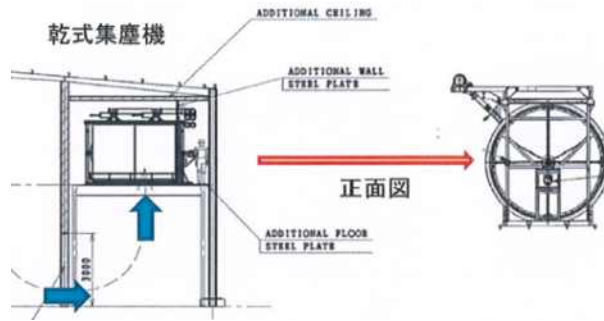 乾式集塵機
ADDITIONAL CEILING
ADDITIONAL WALL
STEEL PLATE
正面図
ADDITIONAL FLOOR
STEEL PLATE
3000